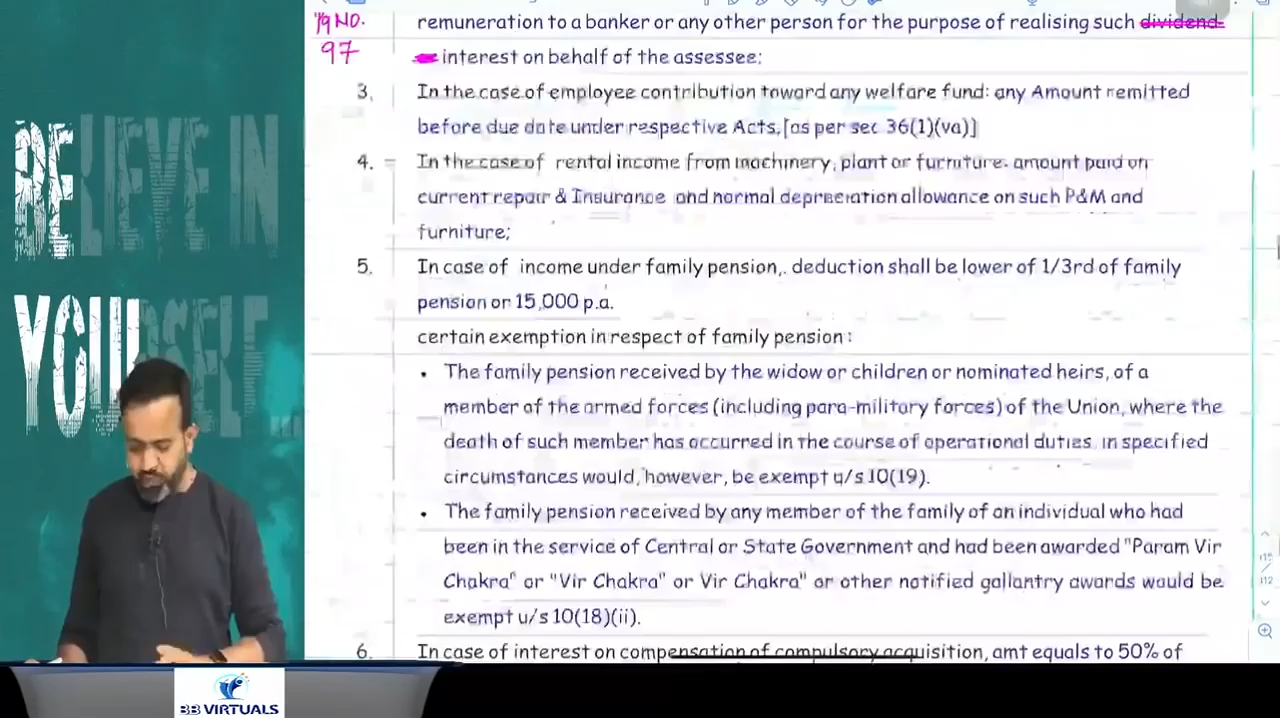 BELIEVE IN
YOURSELF
Pg NO.
97
remuneration to a banker or any other person for the purpose of realising such dividend
interest on behalf of the assessee;
3. In the case of employee contribution toward any welfare fund: any Amount remitted
before due date under respective Acts. [as per sec 36(1)(va)]
4. In the case of rental income from machinery, plant or furniture. amount paid on
current repair & Insurance and normal depreciation allowance on such P&M and
furniture;
5. In case of income under family pension,. deduction shall be lower of 1/3rd of family
pension or 15,000 p.a.
certain exemption in respect of family pension :
• The family pension received by the widow or children or nominated heirs, of a
member of the armed forces (including para-military forces) of the Union, where the
death of such member has occurred in the course of operational duties, in specified
circumstances would, however, be exempt u/s 10(19).
• The family pension received by any member of the family of an individual who had
been in the service of Central or State Government and had been awarded "Param Vir
Chakra" or "Vir Chakra" or Vir Chakra" or other notified gallantry awards would be
exempt u/s 10(18)(ii).
6. In case of interest on compensation of compulsory acquisition, amt equals to 50% of
BB VIRTUALS